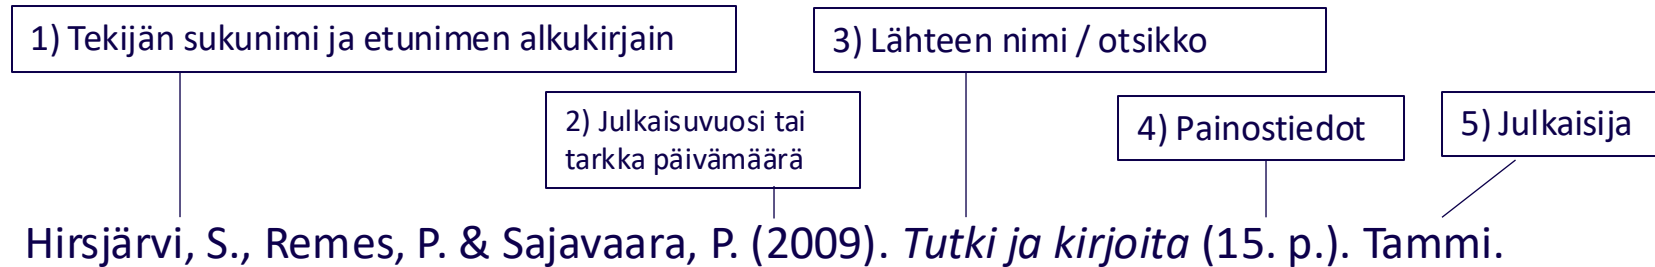 1) Tekijän sukunimi ja etunimen alkukirjain
3) Lähteen nimi / otsikko
2) Julkaisuvuosi tai
tarkka päivämäärä
4) Painostiedot
5) Julkaisija
Hirsjärvi, S., Remes, P. & Sajavaara, P. (2009). Tutki ja kirjoita (15. p.). Tammi.